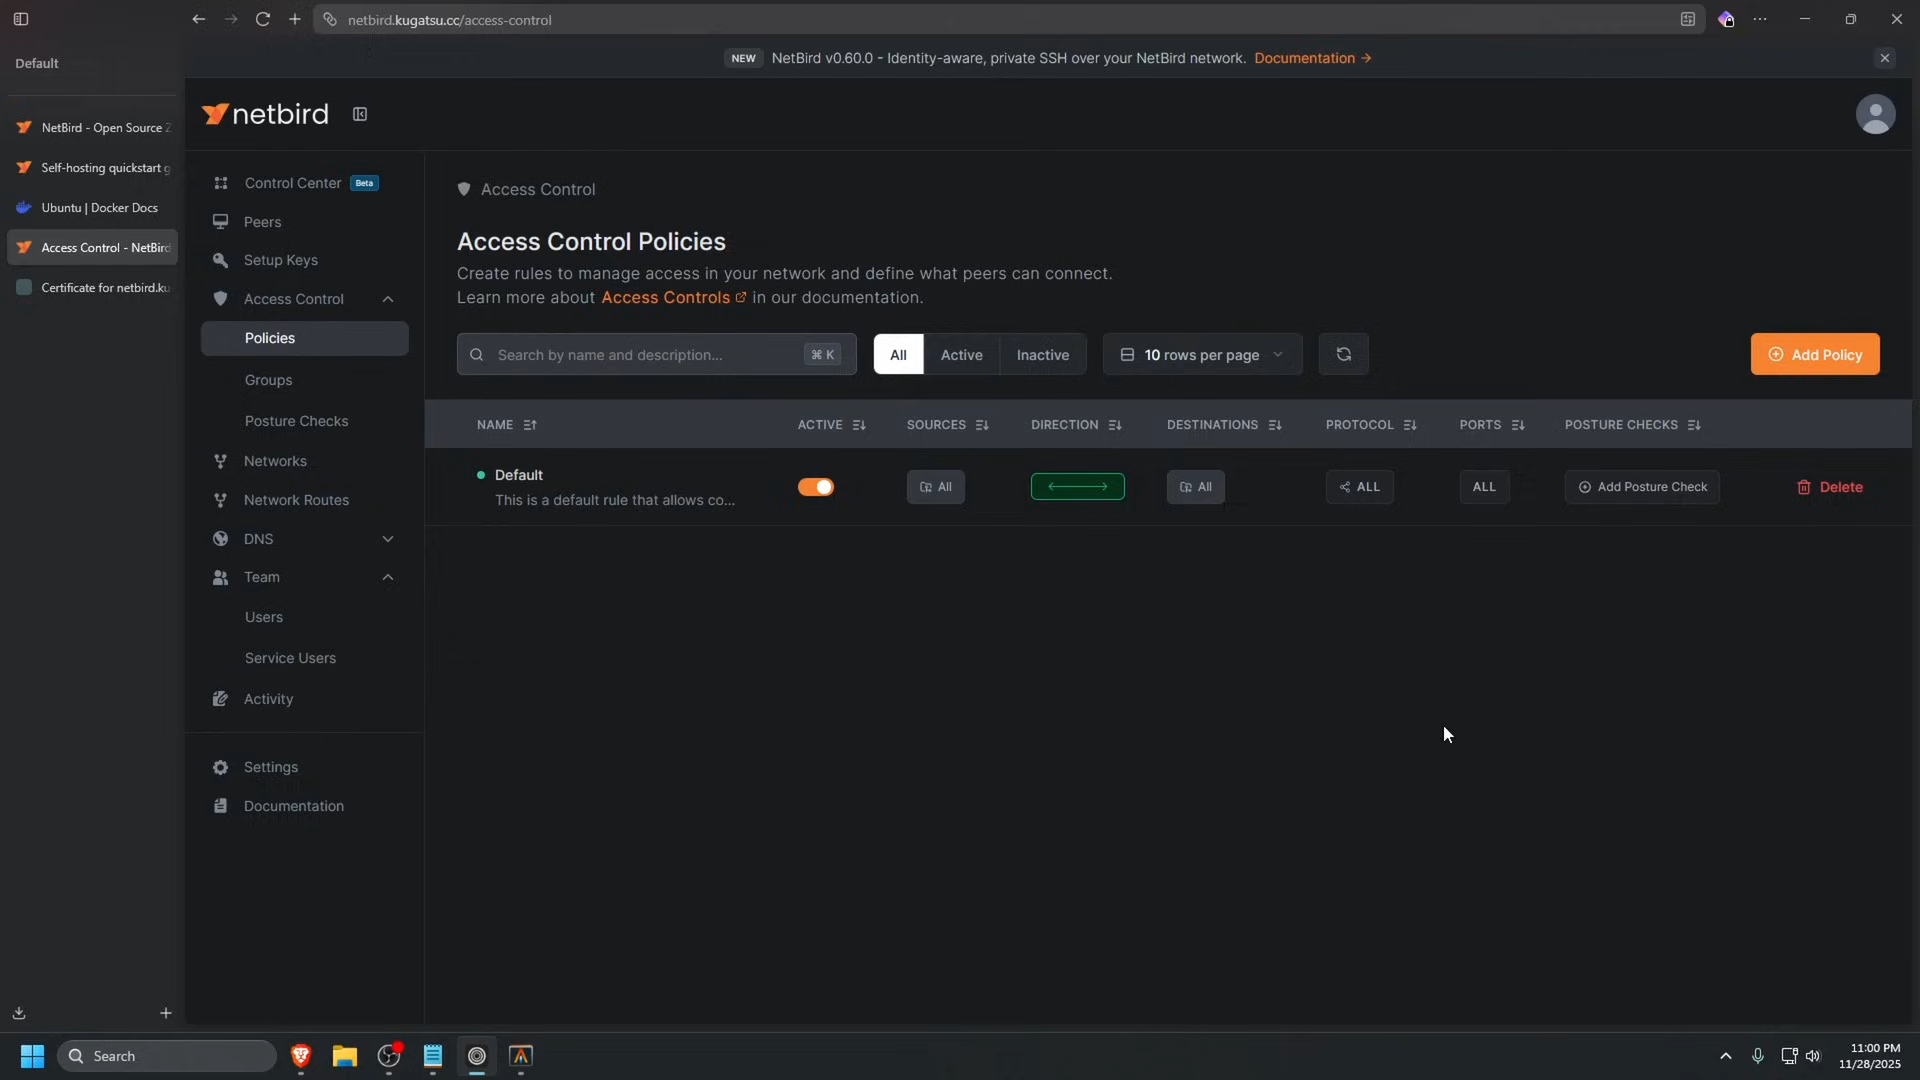 netbird.kugatsu.cc/access-control
Default
NEW NetBird v0.60.0 - Identity-aware, private SSH over your NetBird network. Documentation →
NetBird - Open Source Z
Self-hosting quickstart g
Ubuntu | Docker Docs
Access Control - NetBird
Certificate for netbird.ku
netbird
Control Center Beta
Peers
Setup Keys
Access Control
Policies
Groups
Posture Checks
Networks
Network Routes
DNS
Team
Users
Service Users
Activity
Settings
Documentation
Access Control
Access Control Policies
Create rules to manage access in your network and define what peers can connect.
Learn more about Access Controls in our documentation.
Search by name and description... ⌘ K All Active Inactive 10 rows per page Add Policy
NAME ACTIVE SOURCES DIRECTION DESTINATIONS PROTOCOL PORTS POSTURE CHECKS
Default
This is a default rule that allows co...
All All ALL ALL Add Posture Check Delete
Search
11:00 PM
11/28/2025